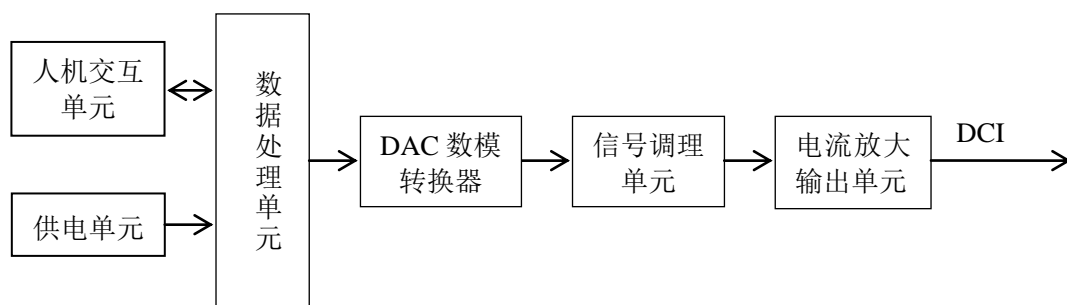 人机交互
单元
供电单元
数
据
处
理
单
元
DAC 数模
转换器
信号调理
单元
电流放大
输出单元
DCI